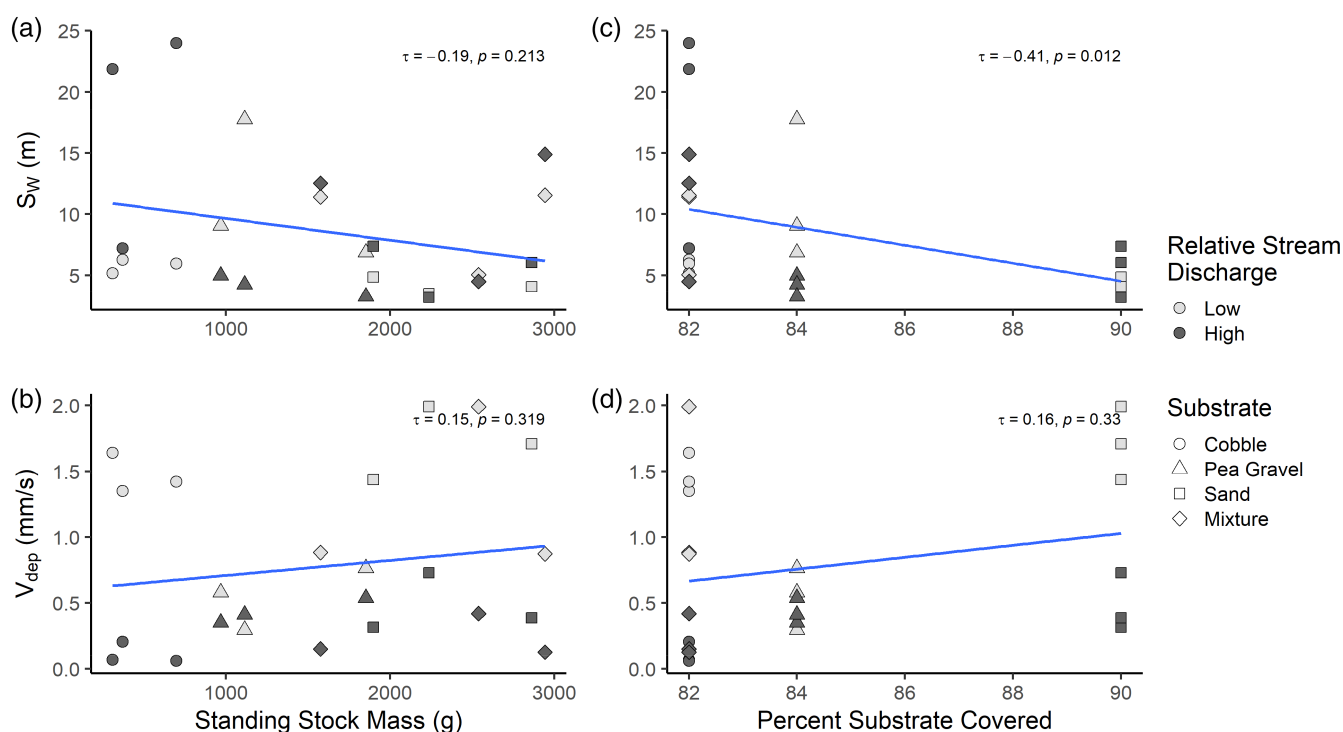 (a)
τ = −0.19, p = 0.213
S_W (m)
25
20
15
10
5
1000
2000
3000
(c)
τ = −0.41, p = 0.012
25
20
15
10
5
82
84
86
88
90
Relative Stream
Discharge
Low
High
(b)
τ = 0.15, p = 0.319
V_dep (mm/s)
2.0
1.5
1.0
0.5
0.0
1000
2000
3000
Standing Stock Mass (g)
(d)
τ = 0.16, p = 0.33
2.0
1.5
1.0
0.5
0.0
82
84
86
88
90
Percent Substrate Covered
Substrate
Cobble
Pea Gravel
Sand
Mixture